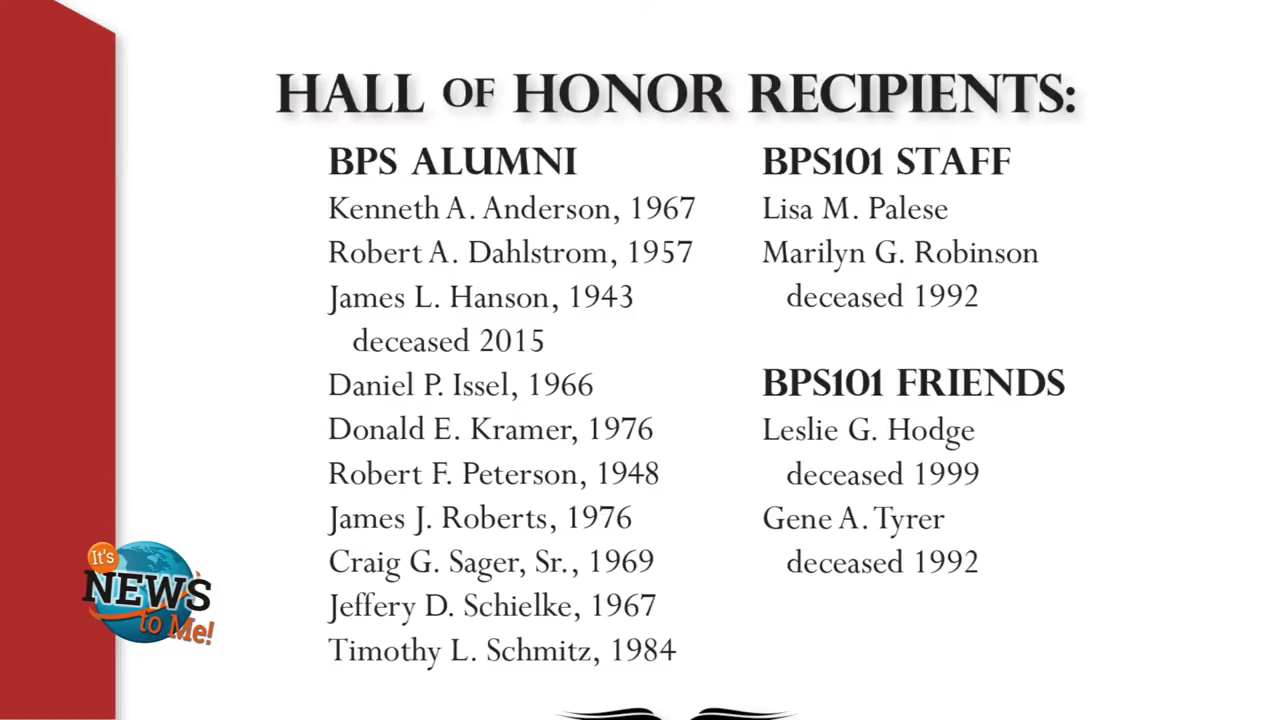 HALL OF HONOR RECIPIENTS:
BPS ALUMNI
Kenneth A. Anderson, 1967
Robert A. Dahlstrom, 1957
James L. Hanson, 1943
deceased 2015
Daniel P. Issel, 1966
Donald E. Kramer, 1976
Robert F. Peterson, 1948
James J. Roberts, 1976
Craig G. Sager, Sr., 1969
Jeffery D. Schielke, 1967
Timothy L. Schmitz, 1984
BPS101 STAFF
Lisa M. Palese
Marilyn G. Robinson
deceased 1992
BPS101 FRIENDS
Leslie G. Hodge
deceased 1999
Gene A. Tyrer
deceased 1992
It's
NEWS
to Me!